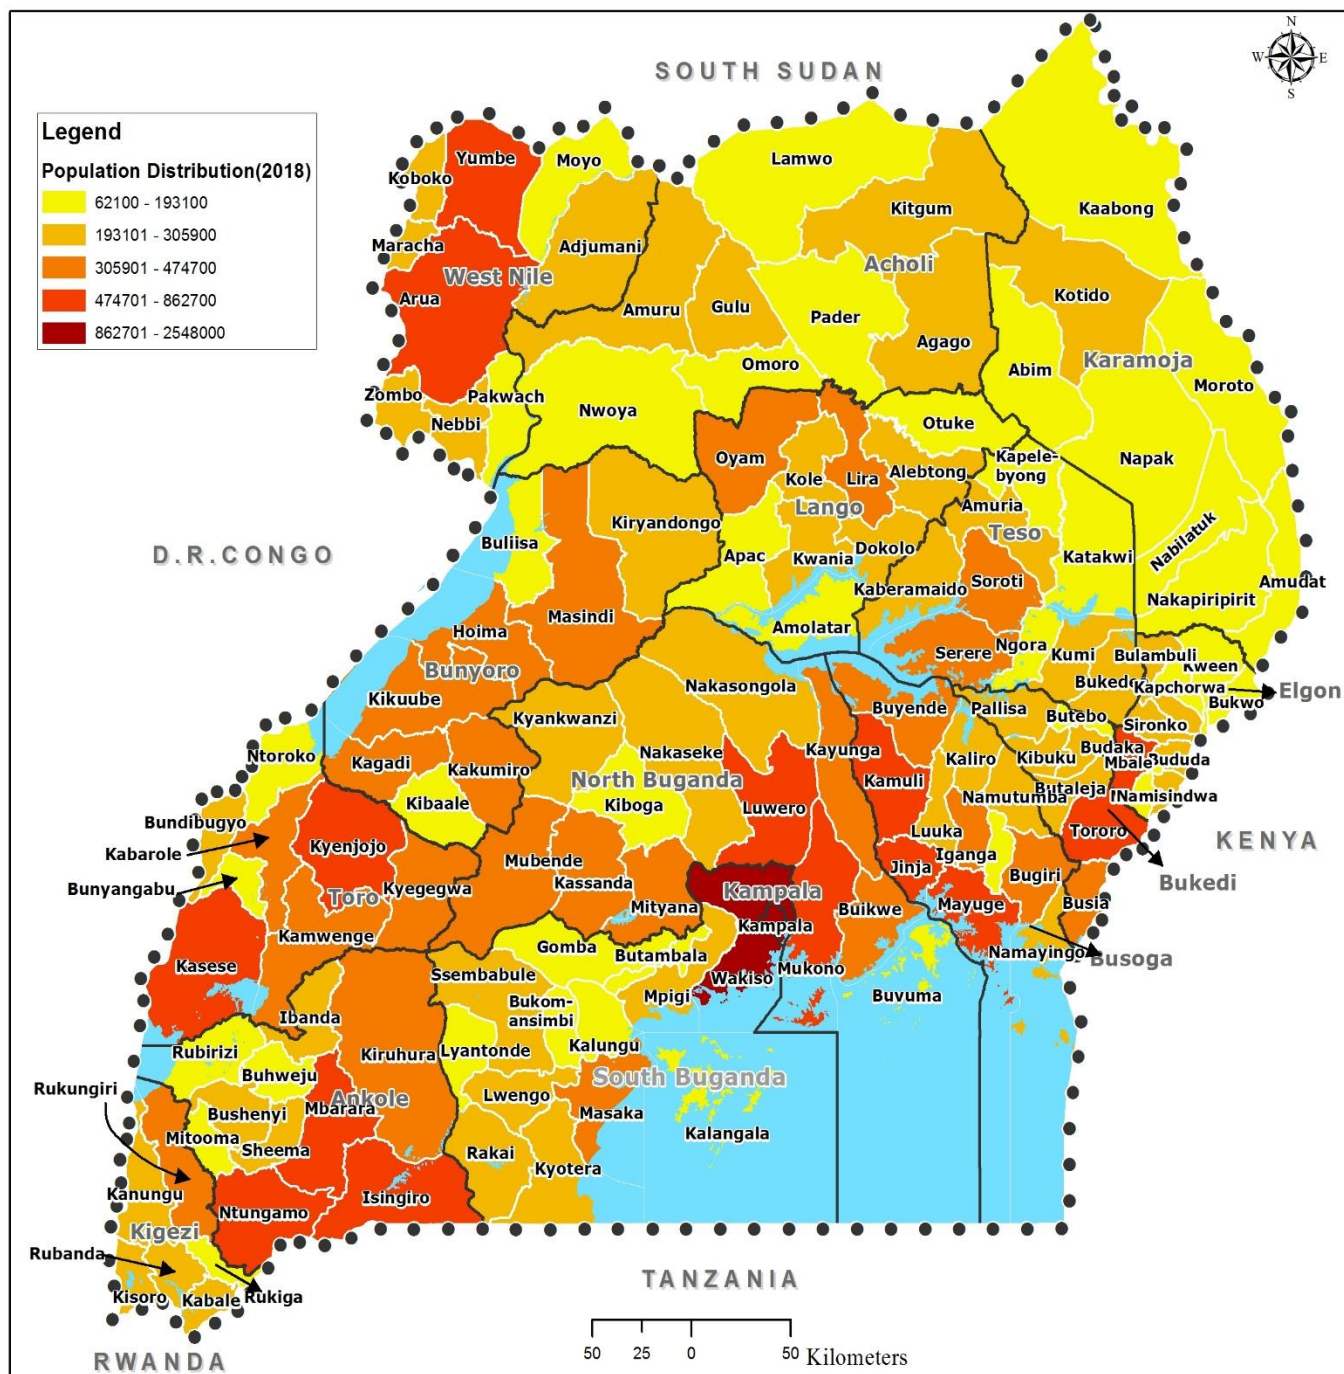 N
W E
S
SOUTH SUDAN
Legend
Population Distribution(2018)
62100 - 193100
193101 - 305900
305901 - 474700
474701 - 862700
862701 - 2548000
Yumbe
Moyo
Lamwo
Koboko
Kitgum
Kaabong
Maracha
Adjumani
West Nile
Acholi
Arua
Kotido
Amuru
Gulu
Pader
Agago
Karamoja
Omoro
Abim
Moroto
Zombo
Pakwach
Nwoya
Nebbi
Otuke
Oyam
Kapele-
byong
Napak
Kole
Lira
Alebtong
Lango
Amuria
Teso
Kiryandongo
Nabilatuk
D.R.CONGO
Buliisa
Apac
Kwania
Dokolo
Katakwi
Soroti
Amudat
Kaberamaido
Nakapiripirit
Masindi
Amolatar
Hoima
Serere
Ngora
Kumi
Bulambuli
Kween
Bunyoro
Bukedea
Kapchorwa
Elgon
Nakasongola
Kikuube
Buyende
Pallisa
Bukwo
Butebo
Sironko
Kyankwanzi
Ntoroko
Kagadi
Kakumiro
Nakaseke
Kayunga
Kaliro
Kibuku
Budaka
Mbale
Bududa
North Buganda
Kamuli
Kibaale
Kiboga
Namutumba
Butaleja
Namisindwa
Luwero
Bundibugyo
Kabarole
Kyenjojo
Mubende
Luuka
Tororo
KENYA
Iganga
Jinja
Bunyangabu
Kyegegwa
Kassanda
Kampala
Bugiri
Bukedi
Toro
Mityana
Mayuge
Busia
Buikwe
Kampala
Kamwenge
Gomba
Butambala
Namayingo
Busoga
Kasese
Ssembabule
Wakiso
Mukono
Mpigi
Buvuma
Bukom-
ansimbi
Ibanda
Kiruhura
Lyantonde
Kalungu
Rubirizi
Buhweju
South Buganda
Rukungiri
Ankole
Lwengo
Mbarara
Bushenyi
Masaka
Mitooma
Kalangala
Sheema
Rakai
Kyotera
Kanungu
Isingiro
Ntungamo
Kigezi
Rubanda
Kisoro
Kabale
Rukiga
TANZANIA
50 25 0 50 Kilometers
RWANDA